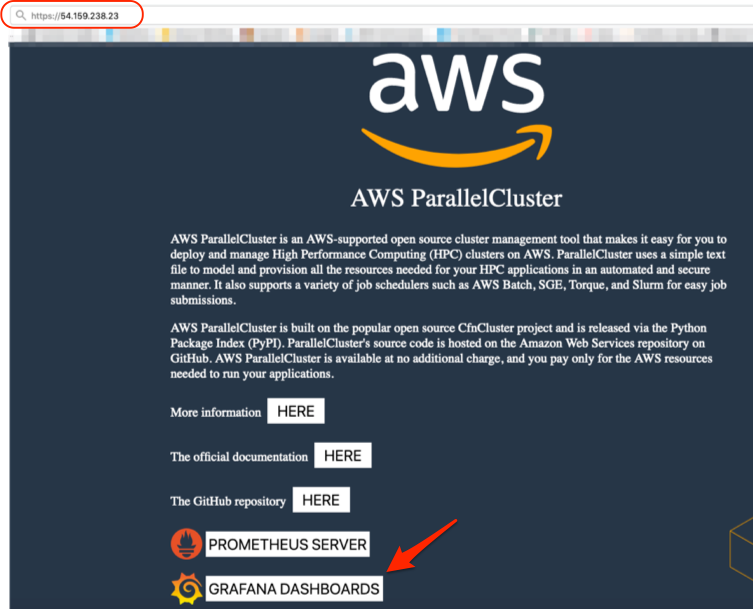 https://54.159.238.23
aws
AWS ParallelCluster
AWS ParallelCluster is an AWS-supported open source cluster management tool that makes it easy for you to
deploy and manage High Performance Computing (HPC) clusters on AWS. ParallelCluster uses a simple text
file to model and provision all the resources needed for your HPC applications in an automated and secure
manner. It also supports a variety of job schedulers such as AWS Batch, SGE, Torque, and Slurm for easy job
submissions.
AWS ParallelCluster is built on the popular open source CfnCluster project and is released via the Python
Package Index (PyPI). ParallelCluster's source code is hosted on the Amazon Web Services repository on
GitHub. AWS ParallelCluster is available at no additional charge, and you pay only for the AWS resources
needed to run your applications.
More information HERE
The official documentation HERE
The GitHub repository HERE
PROMETHEUS SERVER
GRAFANA DASHBOARDS